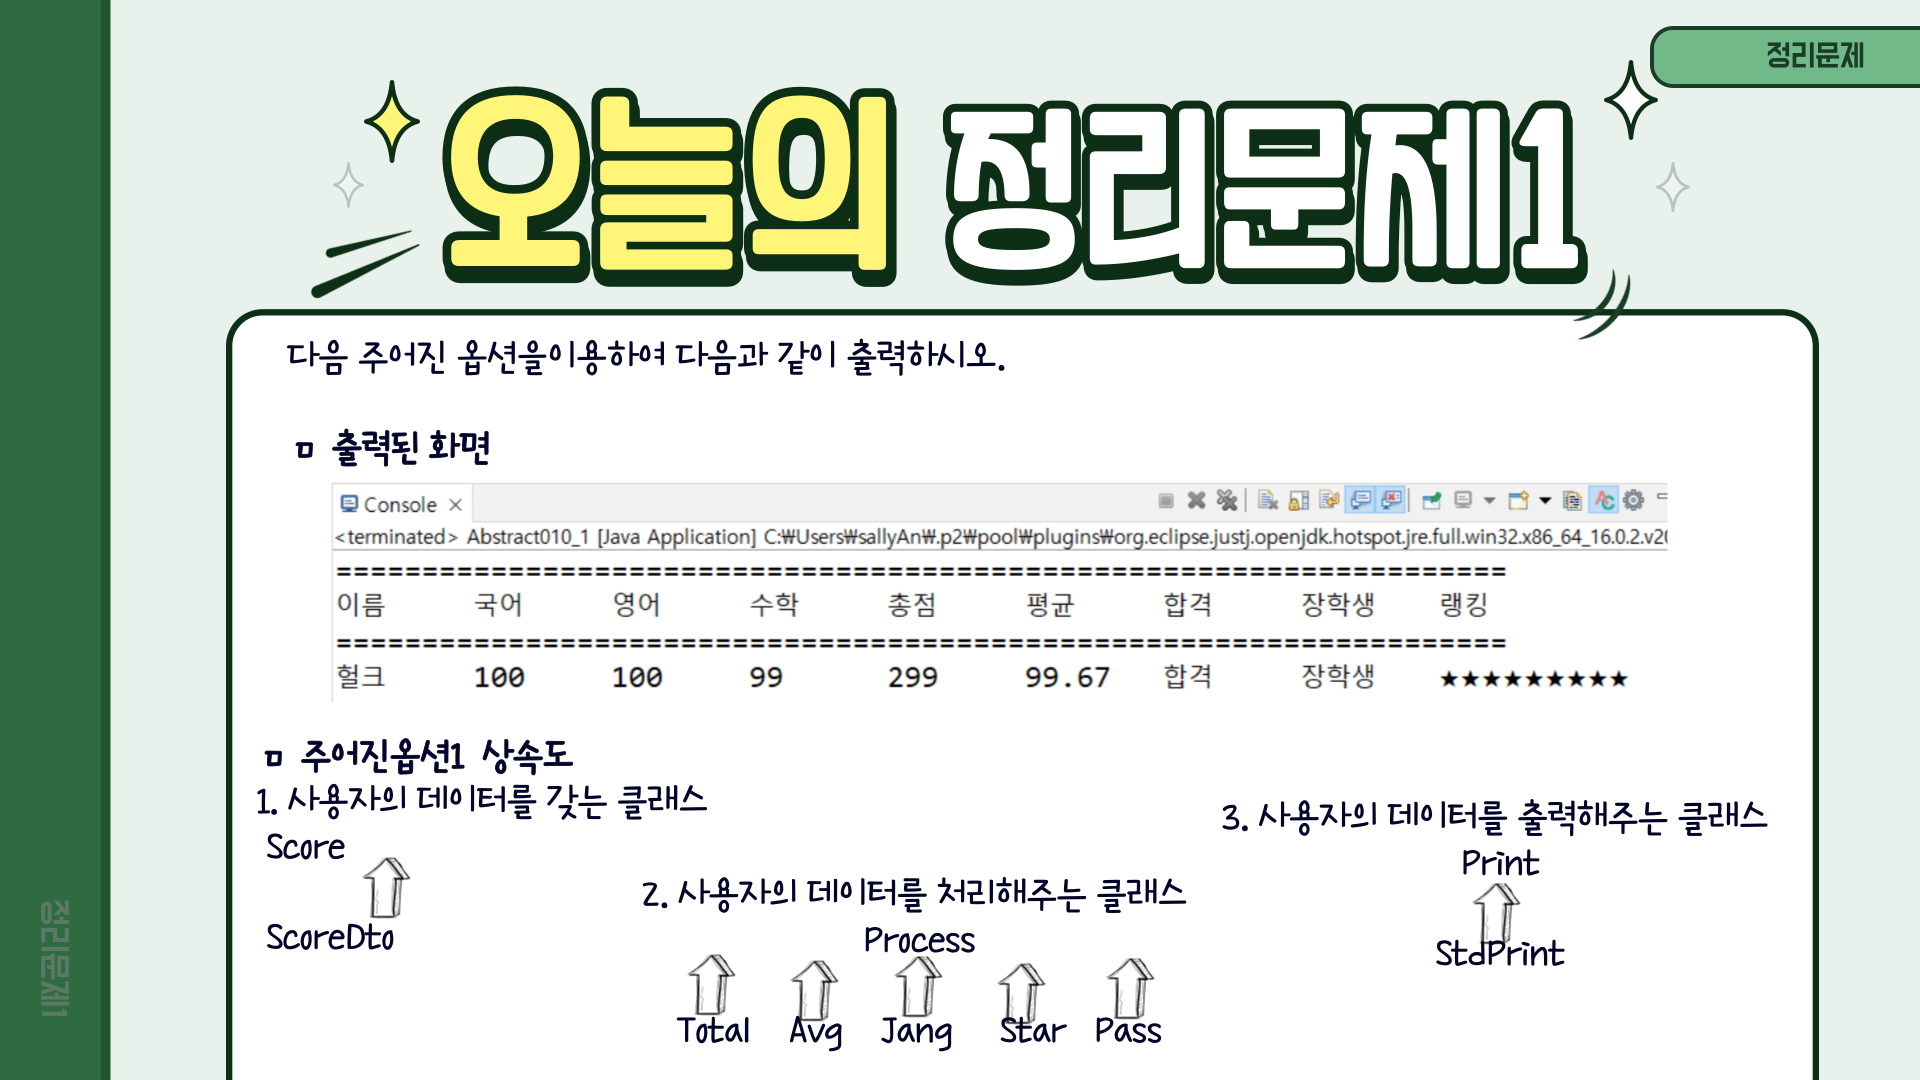 정리문제
오늘의 정리문제1
다음 주어진 옵션을이용하여 다음과 같이 출력하시오.
ㅁ 출력된 화면
Console
<terminated> Abstract010_1 [Java Application] C:₩Users₩sallyAn₩.p2₩pool₩plugins₩org.eclipse.justj.openjdk.hotspot.jre.full.win32.x86_64_16.0.2.v20
====================================================================
이름 국어 영어 수학 총점 평균 합격 장학생 랭킹
====================================================================
헐크 100 100 99 299 99.67 합격 장학생 ★★★★★★★★★
ㅁ 주어진옵션1 상속도
1. 사용자의 데이터를 갖는 클래스
Score
ScoreDto
2. 사용자의 데이터를 처리해주는 클래스
Process
Total Avg Jang Star Pass
3. 사용자의 데이터를 출력해주는 클래스
Print
StdPrint
정리문제1